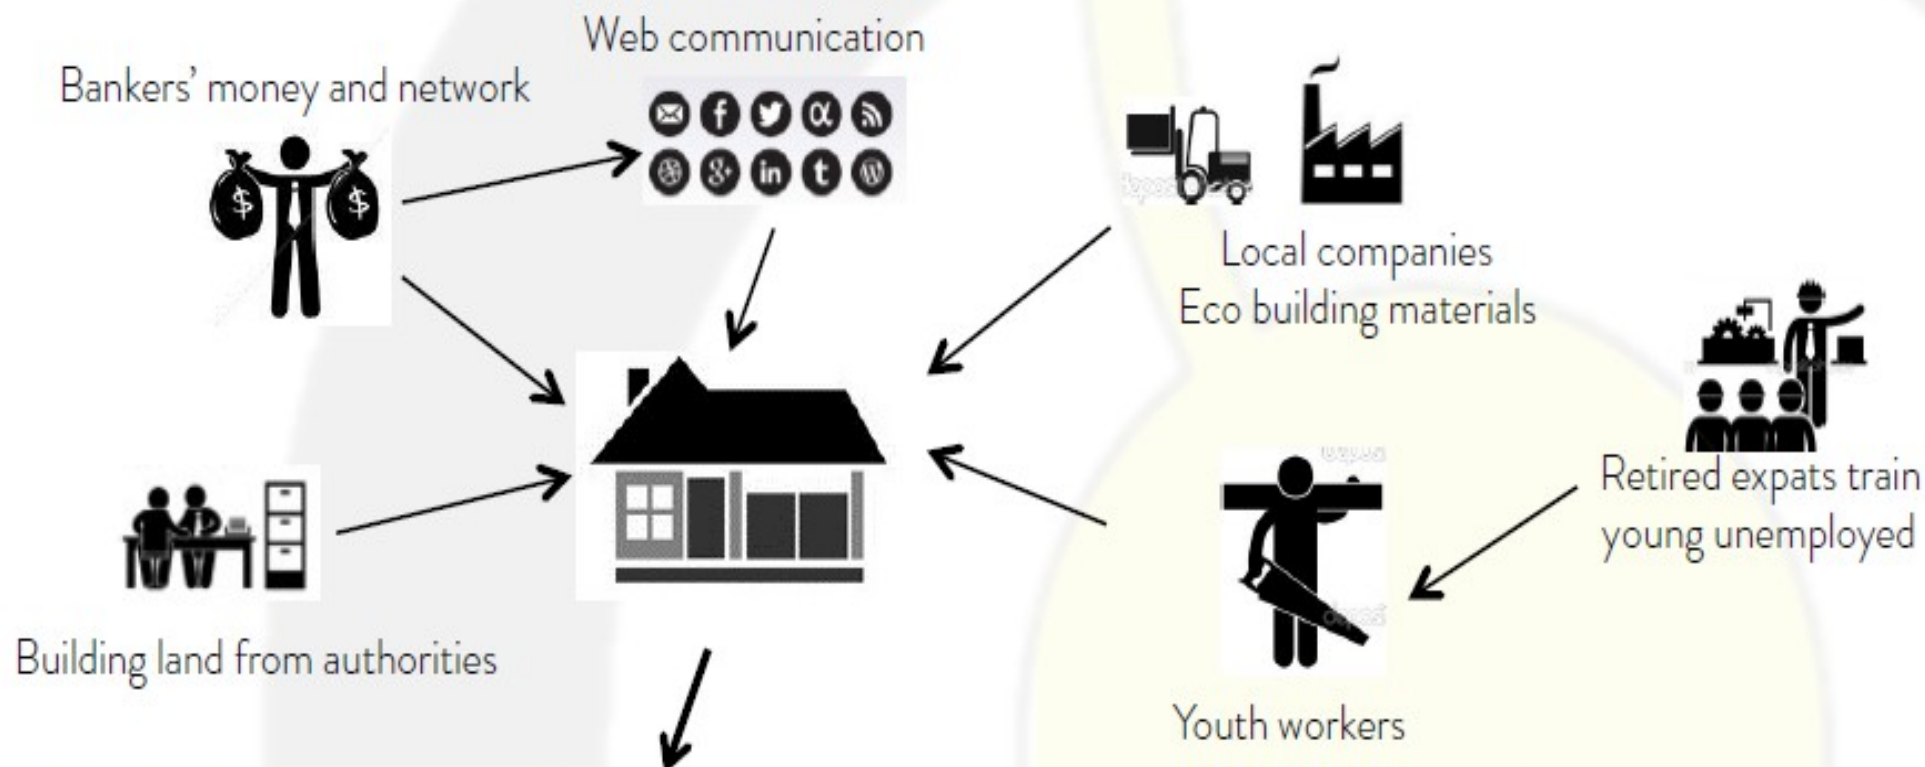 Web communication
Bankers’ money and network
Local companies
Eco building materials
Retired expats train
young unemployed
Building land from authorities
Youth workers